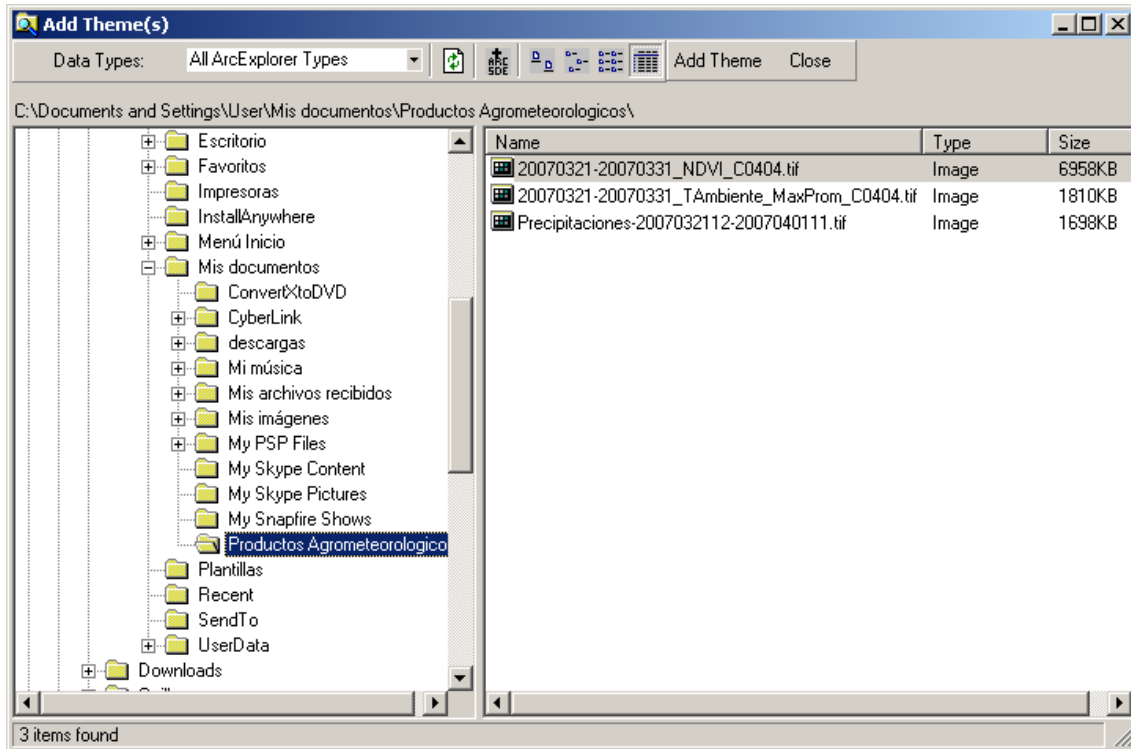 Add Theme(s)
Data Types: All ArcExplorer Types ARC SDE Add Theme Close
C:\Documents and Settings\User\Mis documentos\Productos Agrometeorologicos\
Escritorio
Favoritos
Impresoras
InstallAnywhere
Menú Inicio
Mis documentos
ConvertXtoDVD
CyberLink
descargas
Mi música
Mis archivos recibidos
Mis imágenes
My PSP Files
My Skype Content
My Skype Pictures
My Snapfire Shows
Productos Agrometeorologico
Plantillas
Recent
SendTo
UserData
Downloads
Name Type Size
20070321-20070331_NDVI_C0404.tif Image 6958KB
20070321-20070331_TAmbiente_MaxProm_C0404.tif Image 1810KB
Precipitaciones-2007032112-2007040111.tif Image 1698KB
3 items found